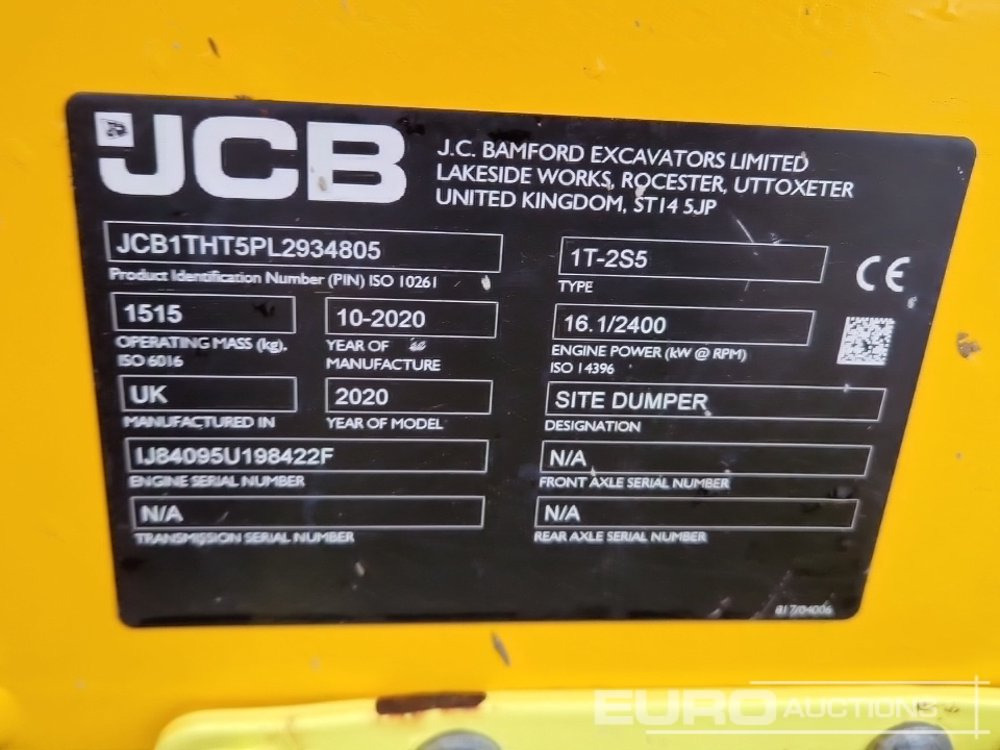 JCB
J.C. BAMFORD EXCAVATORS LIMITED
LAKESIDE WORKS, ROCESTER, UTTOXETER
UNITED KINGDOM, ST14 5JP
JCB1THT5PL2934805
Product Identification Number (PIN) ISO 10261
1T-2S5
TYPE
CE
1515
OPERATING MASS (kg).
ISO 6016
10-2020
YEAR OF
MANUFACTURE
16.1/2400
ENGINE POWER (kW @ RPM)
ISO 14396
UK
MANUFACTURED IN
2020
YEAR OF MODEL
SITE DUMPER
DESIGNATION
IJ84095U198422F
ENGINE SERIAL NUMBER
N/A
FRONT AXLE SERIAL NUMBER
N/A
TRANSMISSION SERIAL NUMBER
N/A
REAR AXLE SERIAL NUMBER
817/04006
EURO AUCTIONS